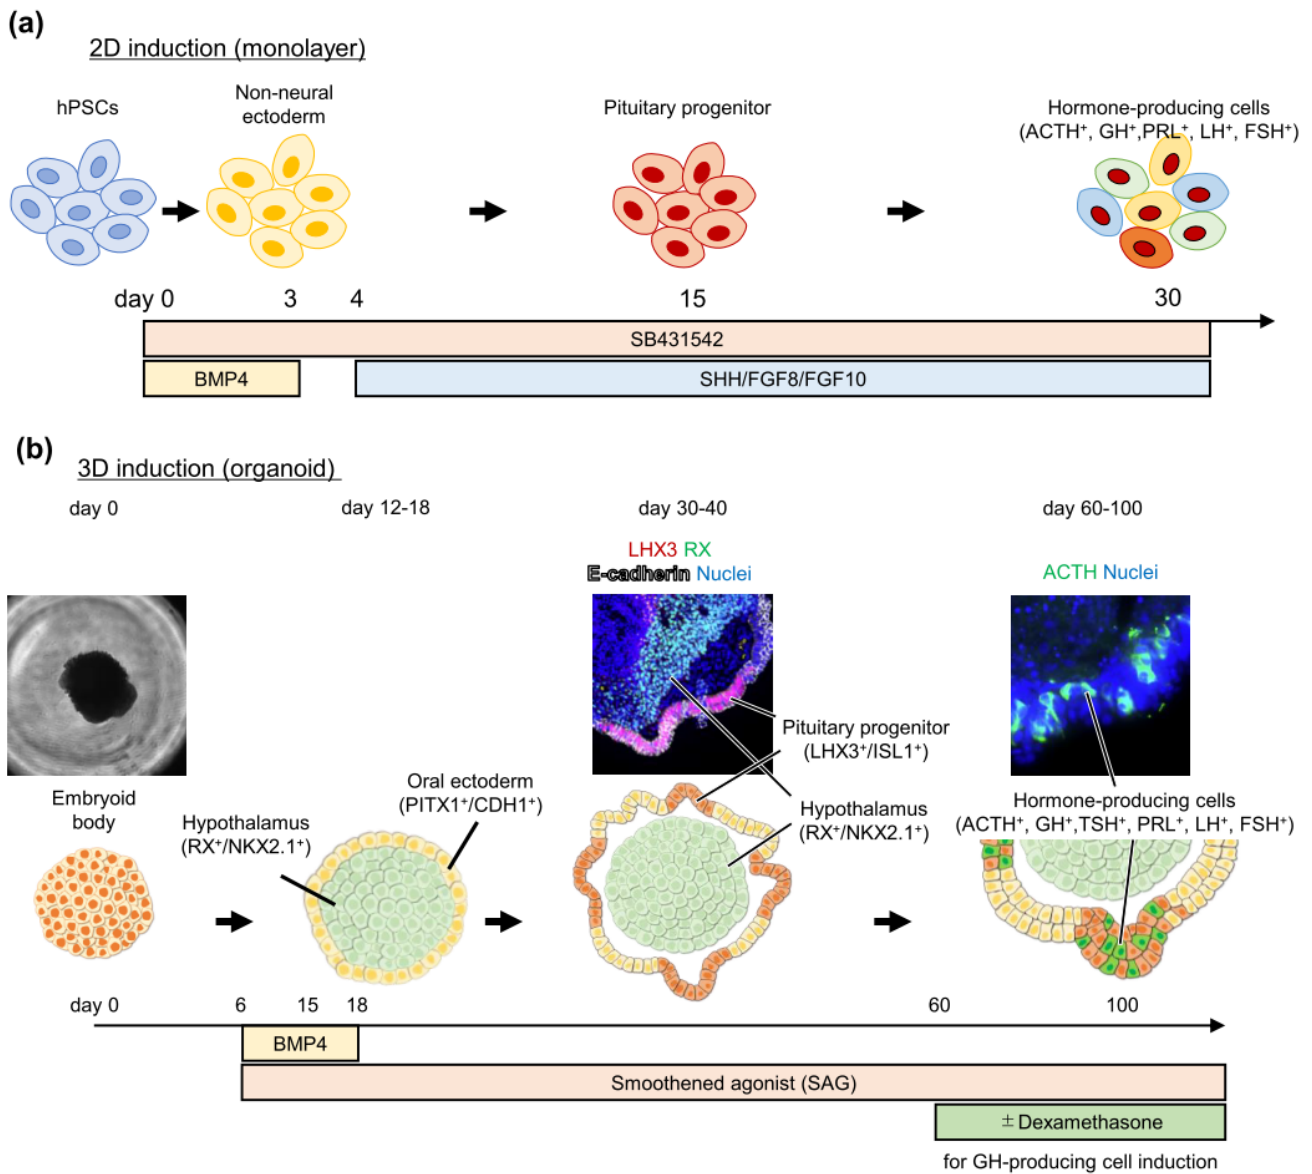 (a)
2D induction (monolayer)
hPSCs
Non-neural
ectoderm
Pituitary progenitor
Hormone-producing cells
(ACTH⁺, GH⁺,PRL⁺, LH⁺, FSH⁺)
day 0
3
4
15
30
SB431542
BMP4
SHH/FGF8/FGF10
(b)
3D induction (organoid)
day 0
day 12-18
day 30-40
day 60-100
LHX3 RX
E-cadherin Nuclei
ACTH Nuclei
Embryoid
body
Hypothalamus
(RX⁺/NKX2.1⁺)
Oral ectoderm
(PITX1⁺/CDH1⁺)
Pituitary progenitor
(LHX3⁺/ISL1⁺)
Hypothalamus
(RX⁺/NKX2.1⁺)
Hormone-producing cells
(ACTH⁺, GH⁺,TSH⁺, PRL⁺, LH⁺, FSH⁺)
day 0
6
15
18
60
100
BMP4
Smoothened agonist (SAG)
± Dexamethasone
for GH-producing cell induction